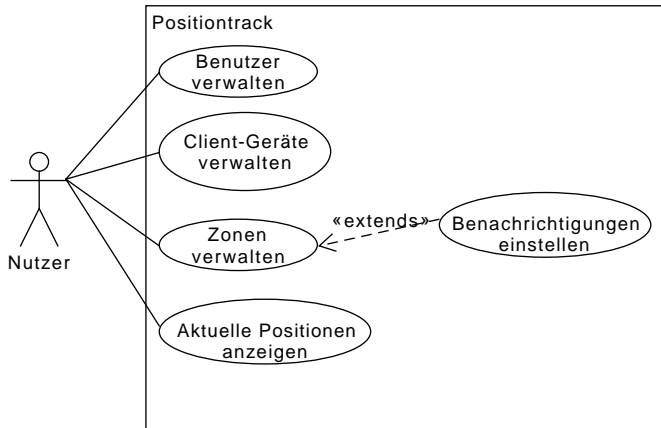 Positiontrack
Benutzer
verwalten
Client-Geräte
verwalten
«extends»
Benachrichtigungen
einstellen
Zonen
verwalten
Nutzer
Aktuelle Positionen
anzeigen